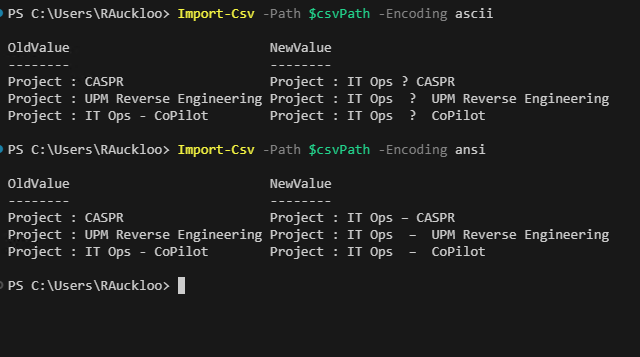 PS C:\Users\RAuckloo> Import-Csv -Path $csvPath -Encoding ascii
OldValue                         NewValue
--------                         --------
Project : CASPR                  Project : IT Ops ? CASPR
Project : UPM Reverse Engineering Project : IT Ops  ?  UPM Reverse Engineering
Project : IT Ops - CoPilot       Project : IT Ops  ?  CoPilot
PS C:\Users\RAuckloo> Import-Csv -Path $csvPath -Encoding ansi
OldValue                         NewValue
--------                         --------
Project : CASPR                  Project : IT Ops – CASPR
Project : UPM Reverse Engineering Project : IT Ops  –  UPM Reverse Engineering
Project : IT Ops - CoPilot       Project : IT Ops  –  CoPilot
PS C:\Users\RAuckloo>